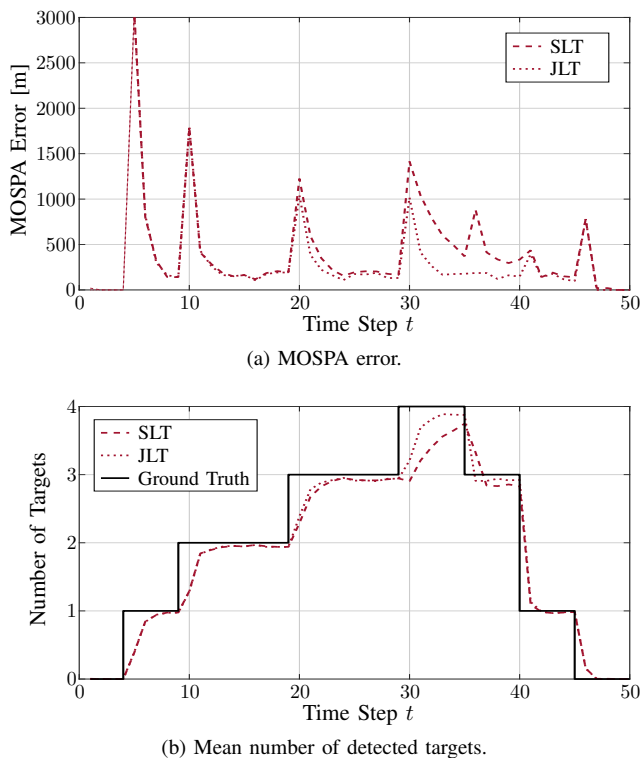 3000
2500
2000
1500
1000
500
0
MOSPA Error [m]
SLT
JLT
0 10 20 30 40 50
Time Step t
(a) MOSPA error.
4
3
2
1
0
Number of Targets
SLT
JLT
Ground Truth
0 10 20 30 40 50
Time Step t
(b) Mean number of detected targets.